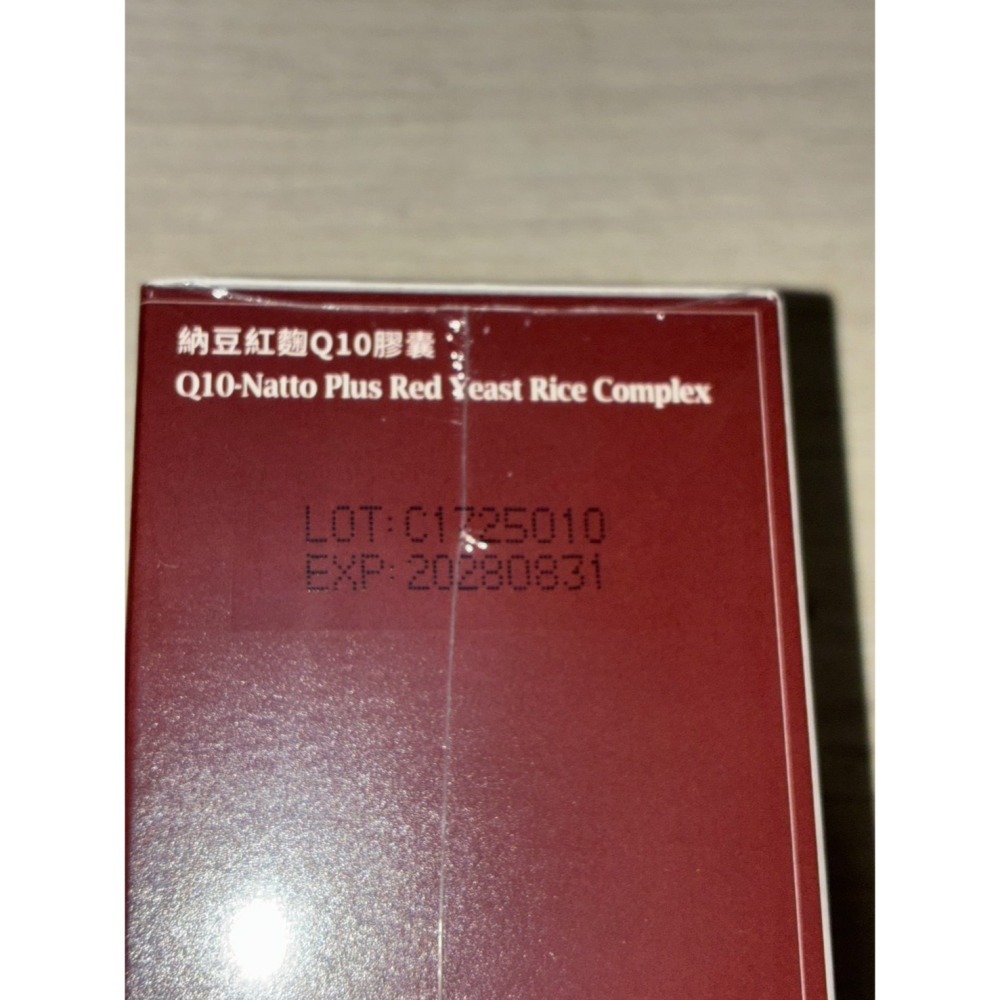 納豆紅麴Q10膠囊
Q10-Natto Plus Red Yeast Rice Complex
LOT: C1725010
EXP: 20280831